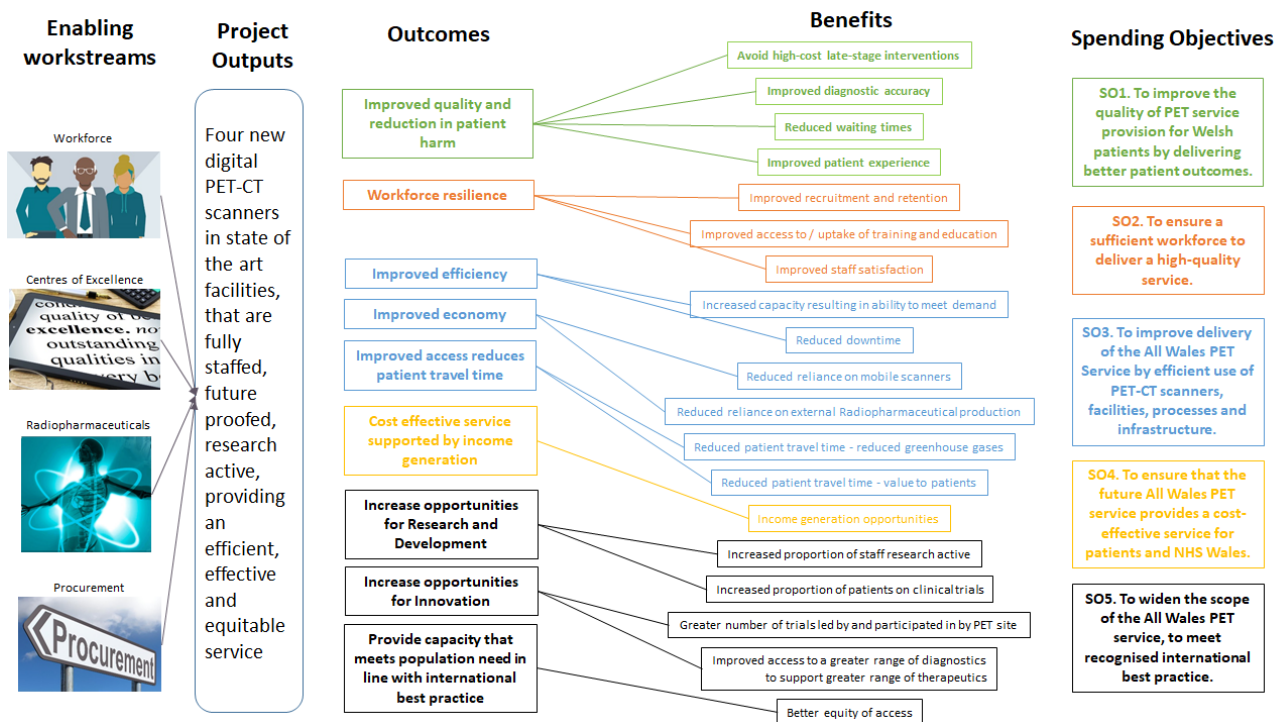 Enabling
workstreams
Project
Outputs
Outcomes
Benefits
Spending Objectives
Workforce
Centres of Excellence
quality of be
excellence. no
outstanding
qualities in
very b
Radiopharmaceuticals
Procurement
Procurement
Four new
digital
PET-CT
scanners
in state of
the art
facilities,
that are
fully
staffed,
future
proofed,
research
active,
providing
an
efficient,
effective
and
equitable
service
Improved quality and
reduction in patient
harm
Workforce resilience
Improved efficiency
Improved economy
Improved access reduces
patient travel time
Cost effective service
supported by income
generation
Increase opportunities
for Research and
Development
Increase opportunities
for Innovation
Provide capacity that
meets population need in
line with international
best practice
Avoid high-cost late-stage interventions
Improved diagnostic accuracy
Reduced waiting times
Improved patient experience
Improved recruitment and retention
Improved access to / uptake of training and education
Improved staff satisfaction
Increased capacity resulting in ability to meet demand
Reduced downtime
Reduced reliance on mobile scanners
Reduced reliance on external Radiopharmaceutical production
Reduced patient travel time - reduced greenhouse gases
Reduced patient travel time - value to patients
Income generation opportunities
Increased proportion of staff research active
Increased proportion of patients on clinical trials
Greater number of trials led by and participated in by PET site
Improved access to a greater range of diagnostics
to support greater range of therapeutics
Better equity of access
SO1. To improve the
quality of PET service
provision for Welsh
patients by delivering
better patient outcomes.
SO2. To ensure a
sufficient workforce to
deliver a high-quality
service.
SO3. To improve delivery
of the All Wales PET
Service by efficient use of
PET-CT scanners,
facilities, processes and
infrastructure.
SO4. To ensure that the
future All Wales PET
service provides a cost-
effective service for
patients and NHS Wales.
SO5. To widen the scope
of the All Wales PET
service, to meet
recognised international
best practice.